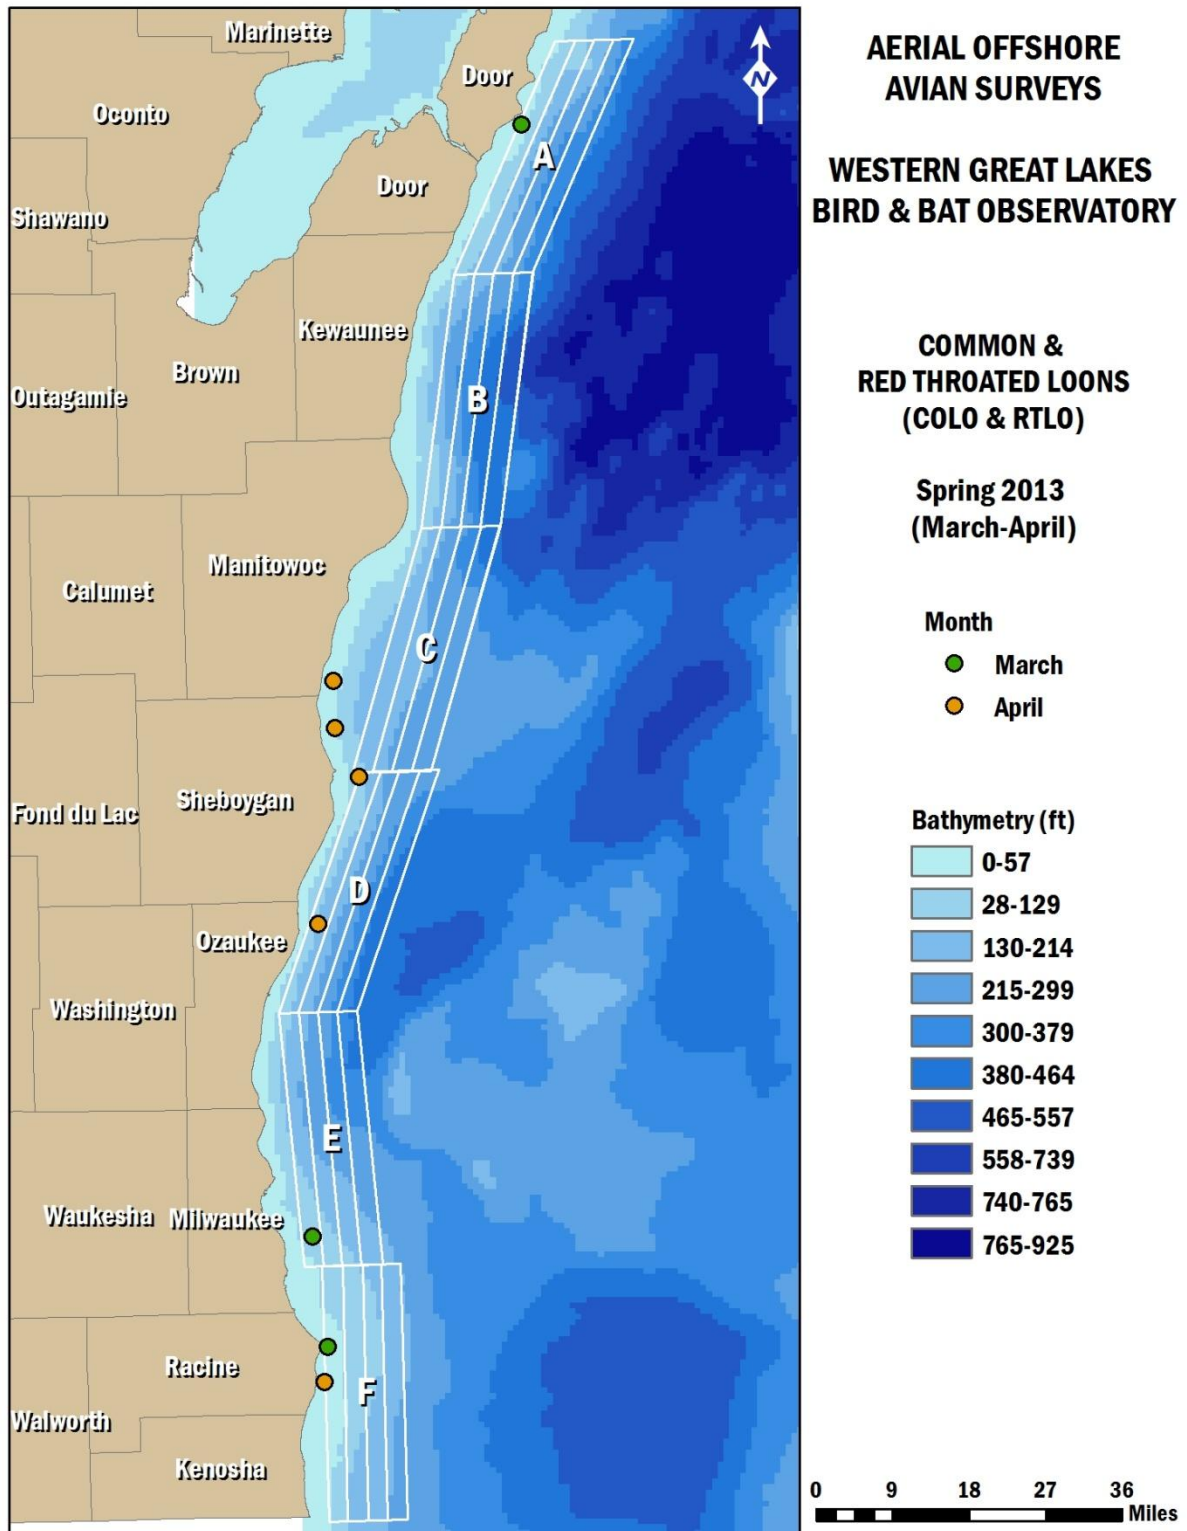 AERIAL OFFSHORE
AVIAN SURVEYS
WESTERN GREAT LAKES
BIRD & BAT OBSERVATORY
COMMON &
RED THROATED LOONS
(COLO & RTLO)
Spring 2013
(March-April)
Month
March
April
Bathymetry (ft)
0-57
28-129
130-214
215-299
300-379
380-464
465-557
558-739
740-765
765-925
0 9 18 27 36
Miles
N
Marinette
Door
Oconto
A
Door
Shawano
Kewaunee
Brown
Outagamie
B
Manitowoc
Calumet
C
Sheboygan
Fond du Lac
D
Ozaukee
Washington
E
Waukesha
Milwaukee
Racine
F
Walworth
Kenosha